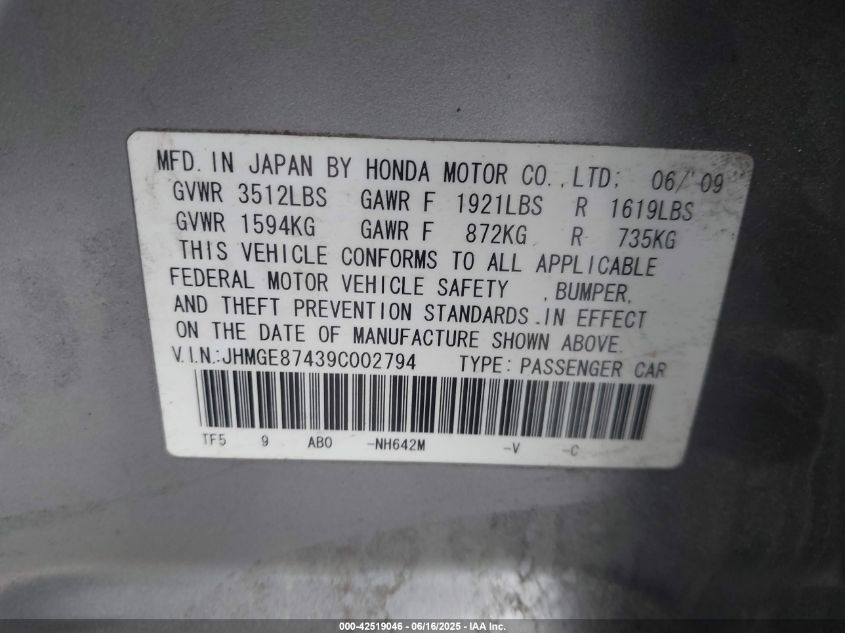 MFD. IN JAPAN BY HONDA MOTOR CO., LTD; 06/'09
GVWR 3512LBS GAWR F 1921LBS R 1619LBS
GVWR 1594KG GAWR F 872KG R 735KG
THIS VEHICLE CONFORMS TO ALL APPLICABLE
FEDERAL MOTOR VEHICLE SAFETY , BUMPER,
AND THEFT PREVENTION STANDARDS.IN EFFECT
ON THE DATE OF MANUFACTURE SHOWN ABOVE.
V.I.N.:JHMGE87439C002794 TYPE: PASSENGER CAR
TF5 9 AB0 -NH642M -V -C
000-42519046 - 06/16/2025 - IAA Inc.